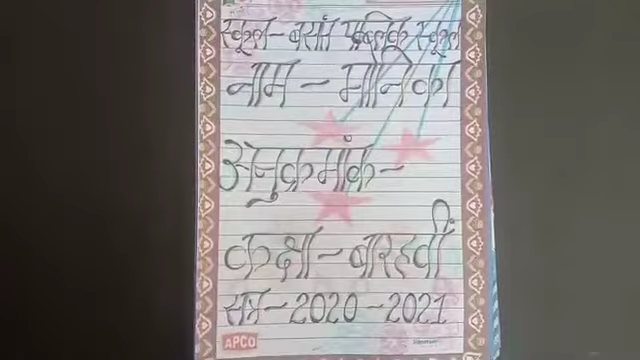 स्कूल - बसंत पब्लिक स्कूल
नाम - मोनिका
अनुक्रमांक -
कक्षा - बारहवीं
सत्र - 2020 - 2021
APCO